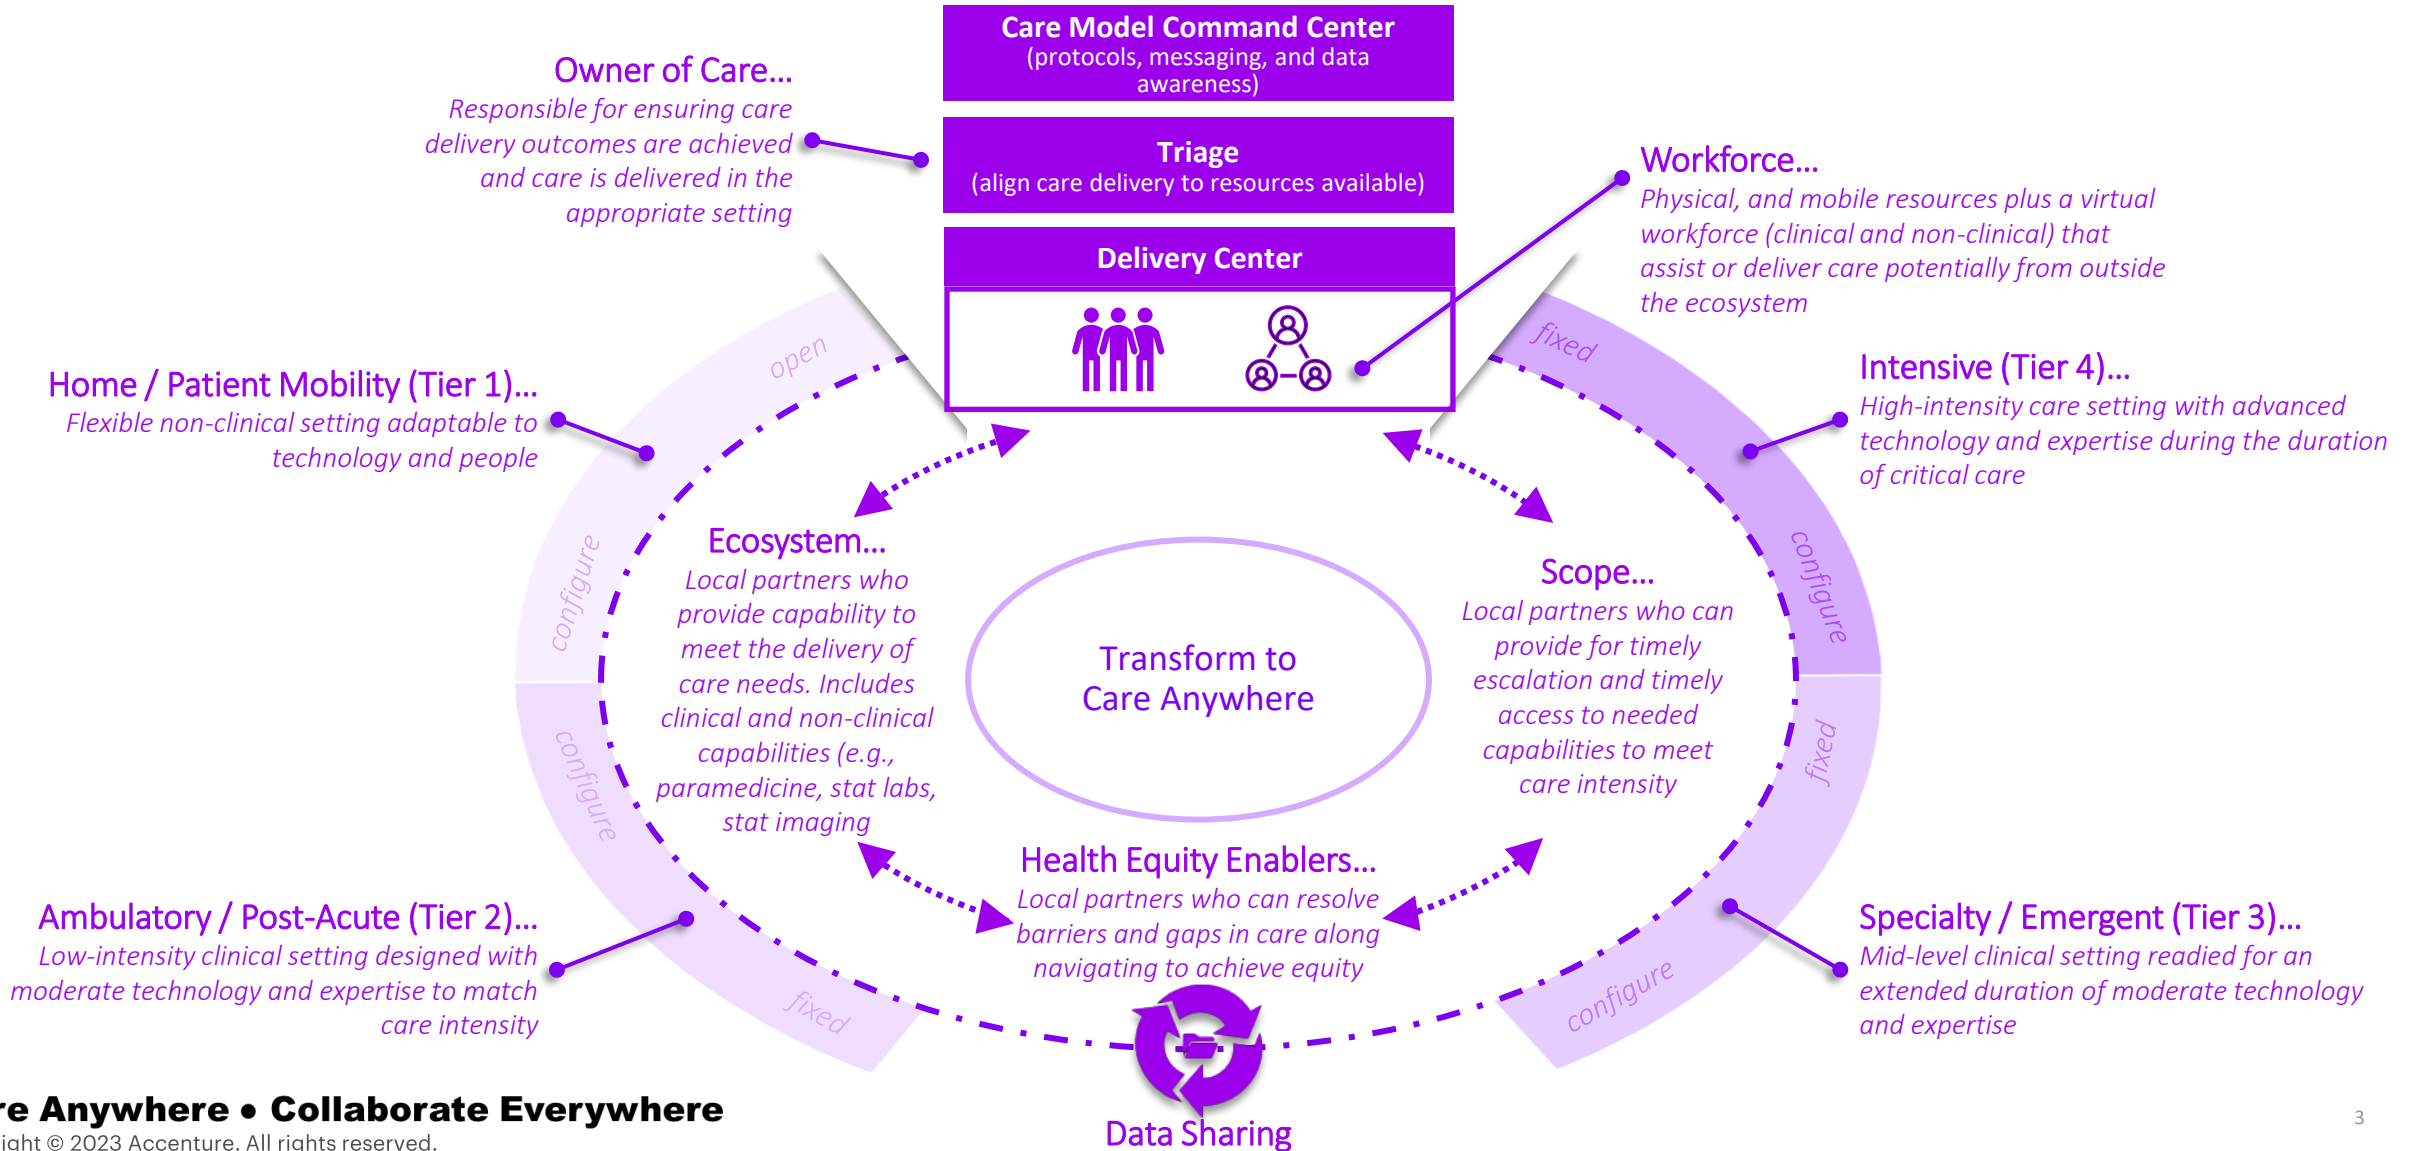 Care Model Command Center
(protocols, messaging, and data
awareness)
Owner of Care...
Responsible for ensuring care
delivery outcomes are achieved
and care is delivered in the
appropriate setting
Triage
(align care delivery to resources available)
Workforce...
Physical, and mobile resources plus a virtual
workforce (clinical and non-clinical) that
assist or deliver care potentially from outside
the ecosystem
Delivery Center
open
fixed
Home / Patient Mobility (Tier 1)...
Flexible non-clinical setting adaptable to
technology and people
Intensive (Tier 4)...
High-intensity care setting with advanced
technology and expertise during the duration
of critical care
configure
configure
Ecosystem...
Local partners who
provide capability to
meet the delivery of
care needs. Includes
clinical and non-clinical
capabilities (e.g.,
paramedicine, stat labs,
stat imaging
Transform to
Care Anywhere
Scope...
Local partners who can
provide for timely
escalation and timely
access to needed
capabilities to meet
care intensity
configure
fixed
Health Equity Enablers...
Local partners who can resolve
barriers and gaps in care along
navigating to achieve equity
Ambulatory / Post-Acute (Tier 2)...
Low-intensity clinical setting designed with
moderate technology and expertise to match
care intensity
Specialty / Emergent (Tier 3)...
Mid-level clinical setting readied for an
extended duration of moderate technology
and expertise
fixed
configure
Data Sharing
re Anywhere ● Collaborate Everywhere
ight © 2023 Accenture. All rights reserved.
3